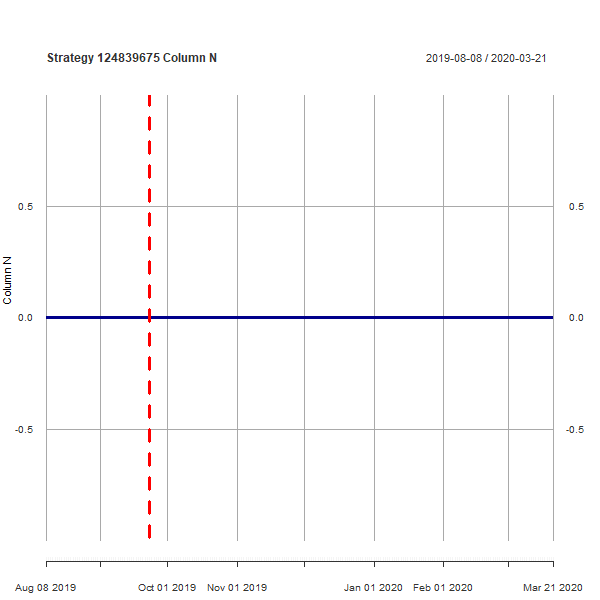 Strategy 124839675 Column N
2019-08-08 / 2020-03-21
0.5
0.5
Column N
0.0
0.0
-0.5
-0.5
Aug 08 2019
Oct 01 2019
Nov 01 2019
Jan 01 2020
Feb 01 2020
Mar 21 2020